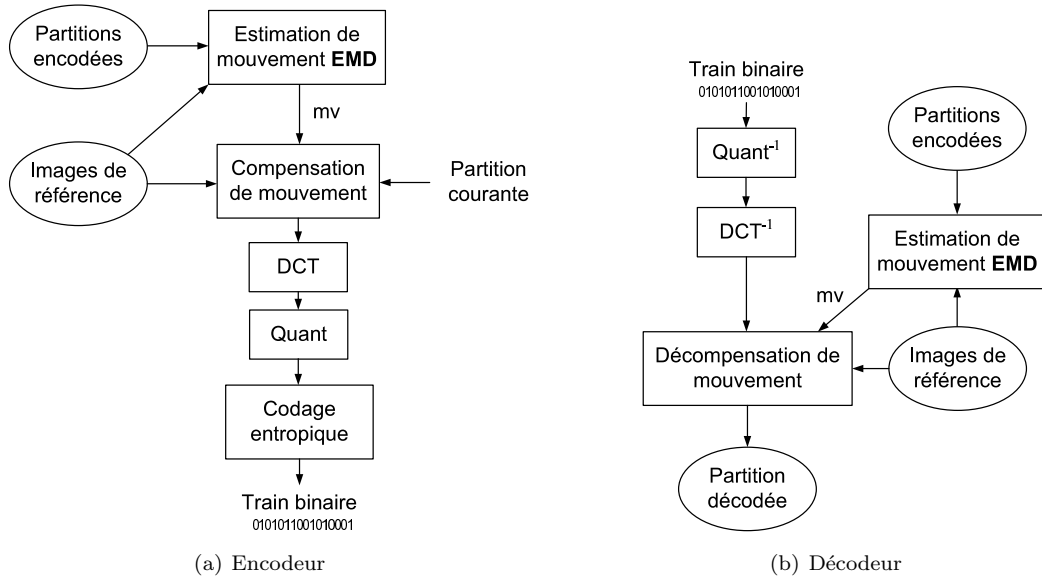 Partitions
encodées
Estimation de
mouvement EMD
mv
Images de
référence
Compensation
de mouvement
Partition
courante
DCT
Quant
Codage
entropique
Train binaire
0101011001010001
(a) Encodeur
Train binaire
0101011001010001
Quant-1
DCT-1
Partitions
encodées
Estimation de
mouvement EMD
mv
Décompensation de
mouvement
Images de
référence
Partition
décodée
(b) Décodeur